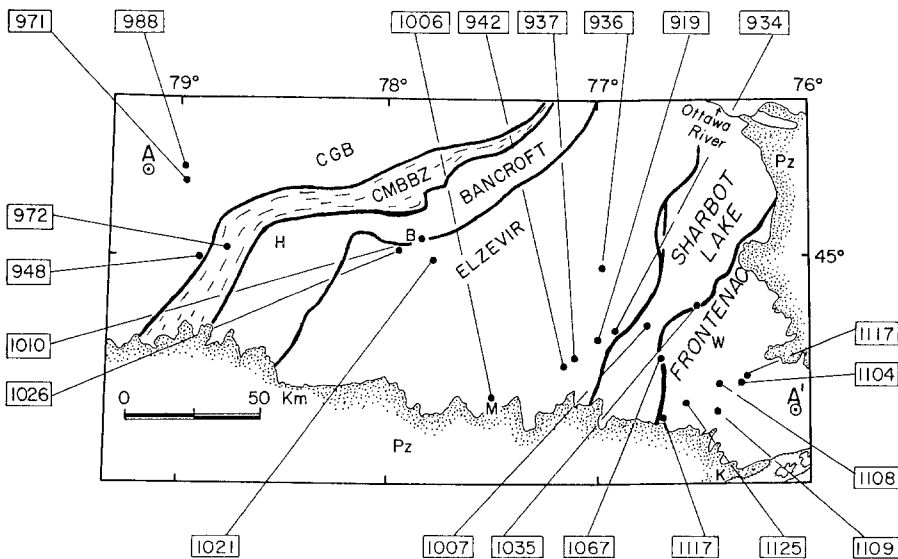 971 988 1006 942 937 936 919 934
79° 78° 77° 76°
Ottawa
River
Pz
A
CGB
CMBBZ
BANCROFT
SHARBOT
LAKE
972
H B
ELZEVIR
45°
948
FRONTENAC
W
1010
1117
1104
1026
A'
0 50 Km
M
Pz
K
1108
1021 1007 1035 1067 1117 1125 1109